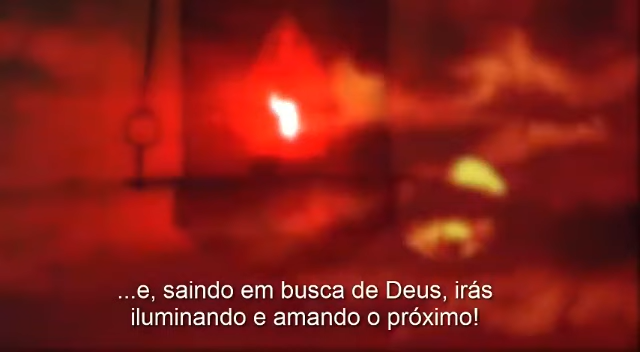 ...e, saindo em busca de Deus, irás
iluminando e amando o próximo!